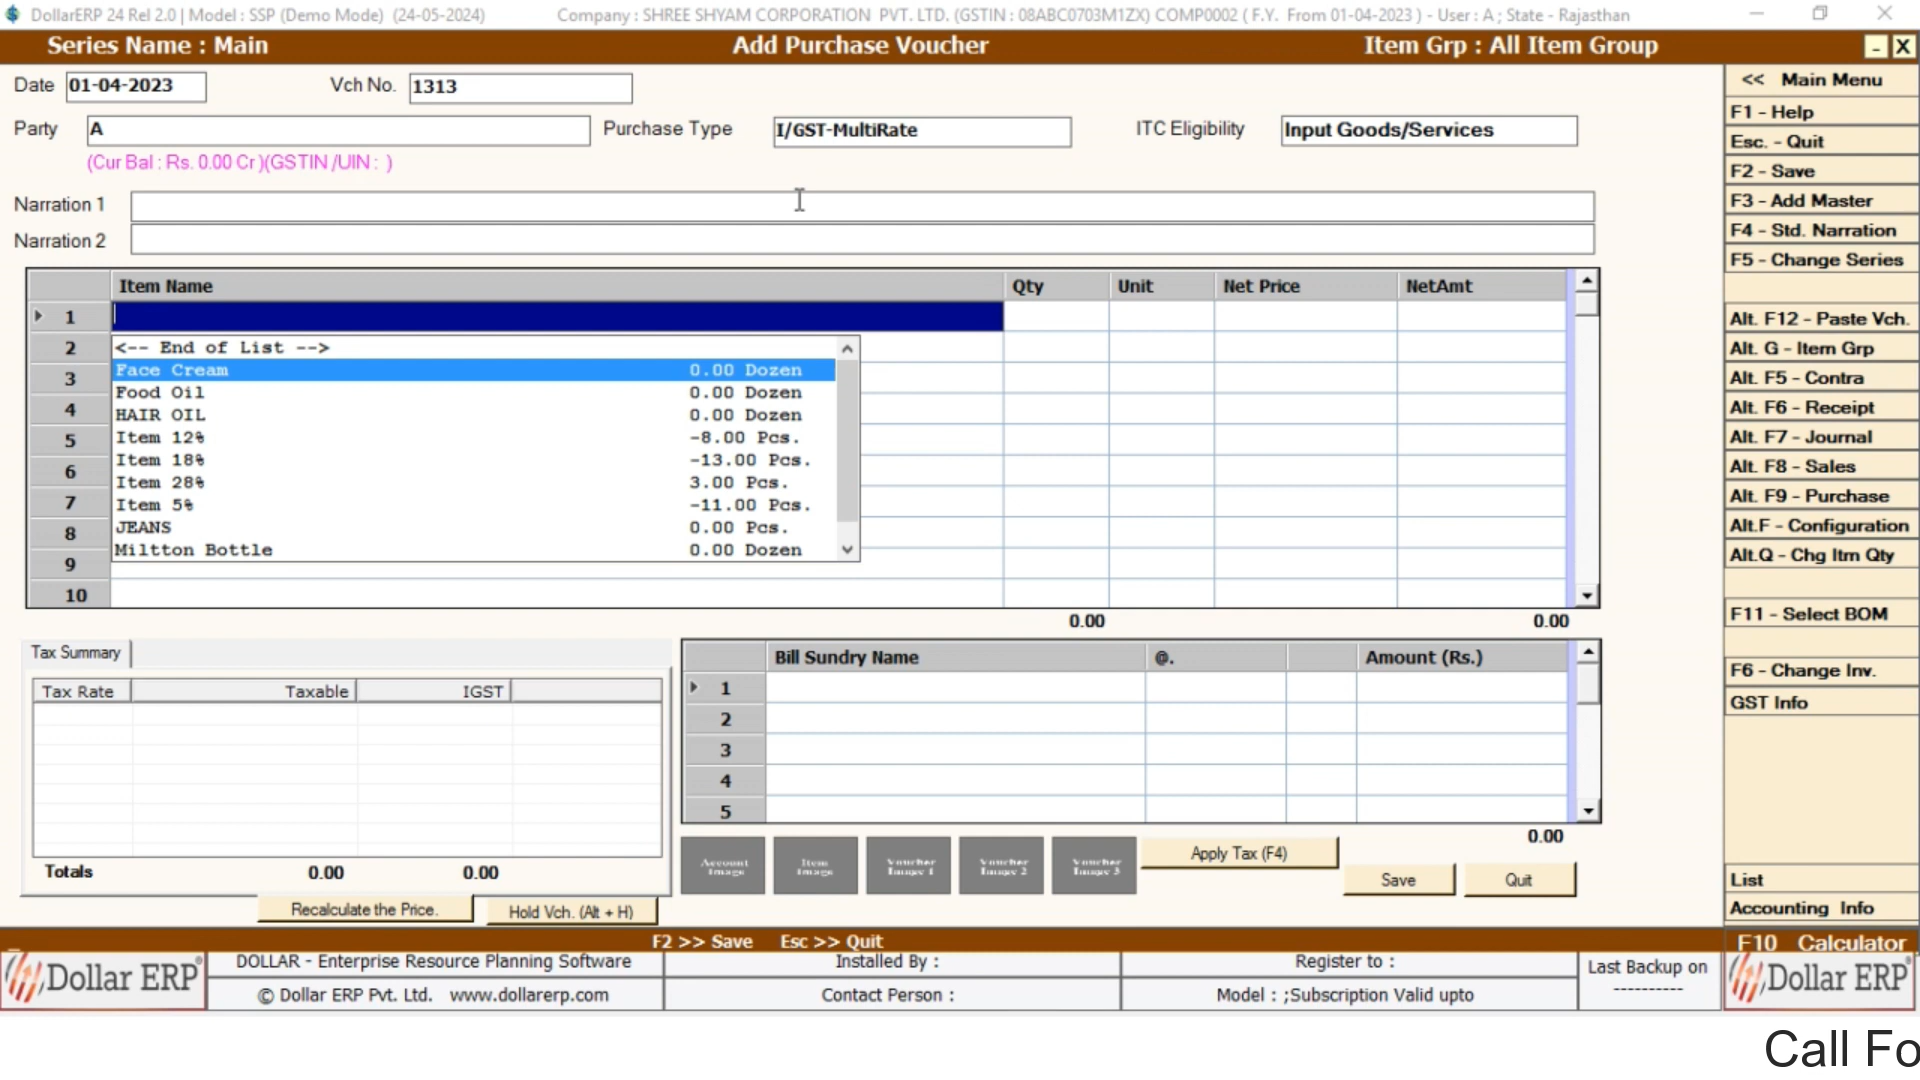 DollarERP 24 Rel 2.0 | Model : SSP (Demo Mode) (24-05-2024) Company : SHREE SHYAM CORPORATION PVT. LTD. (GSTIN : 08ABC0703M1ZX) COMP0002 ( F.Y. From 01-04-2023 ) - User : A ; State - Rajasthan
Series Name : Main Add Purchase Voucher Item Grp : All Item Group - X
Date 01-04-2023 Vch No. 1313
Party A Purchase Type I/GST-MultiRate ITC Eligibility Input Goods/Services
(Cur Bal : Rs. 0.00 Cr )(GSTIN /UIN : )
Narration 1
Narration 2
Item Name Qty Unit Net Price NetAmt
1
2 <-- End of List -->
3 Face Cream 0.00 Dozen
Food Oil 0.00 Dozen
4 HAIR OIL 0.00 Dozen
5 Item 12% -8.00 Pcs.
6 Item 18% -13.00 Pcs.
Item 28% 3.00 Pcs.
7 Item 5% -11.00 Pcs.
8 JEANS 0.00 Pcs.
9 Miltton Bottle 0.00 Dozen
10
0.00 0.00
Tax Summary
Tax Rate Taxable IGST
Totals 0.00 0.00
Recalculate the Price. Hold Vch. (Alt + H)
Bill Sundry Name @. Amount (Rs.)
1
2
3
4
5
0.00
Account Image Item Image Voucher Image 1 Voucher Image 2 Voucher Image 3 Apply Tax (F4)
Save Quit
<< Main Menu
F1 - Help
Esc. - Quit
F2 - Save
F3 - Add Master
F4 - Std. Narration
F5 - Change Series
Alt. F12 - Paste Vch.
Alt. G - Item Grp
Alt. F5 - Contra
Alt. F6 - Receipt
Alt. F7 - Journal
Alt. F8 - Sales
Alt. F9 - Purchase
Alt.F - Configuration
Alt.Q - Chg Itm Qty
F11 - Select BOM
F6 - Change Inv.
GST Info
List
Accounting Info
F10 Calculator
F2 >> Save Esc >> Quit
Dollar ERP DOLLAR - Enterprise Resource Planning Software Installed By : Register to : Last Backup on Dollar ERP
© Dollar ERP Pvt. Ltd. www.dollarerp.com Contact Person : Model : ;Subscription Valid upto ----------
Call Fo